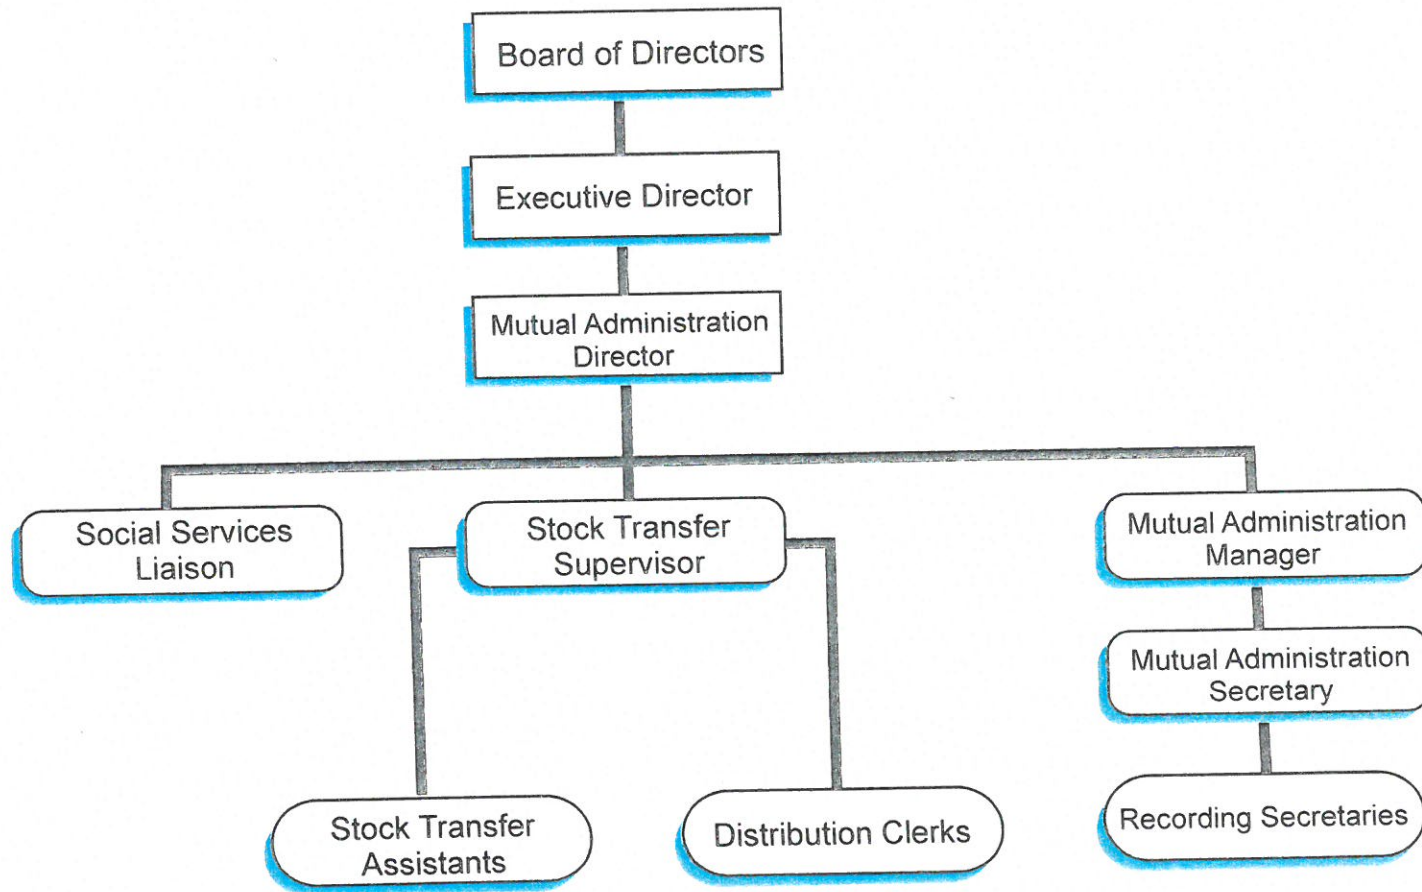 Board of Directors
Executive Director
Mutual Administration
Director
Social Services
Liaison
Stock Transfer
Supervisor
Mutual Administration
Manager
Mutual Administration
Secretary
Stock Transfer
Assistants
Distribution Clerks
Recording Secretaries